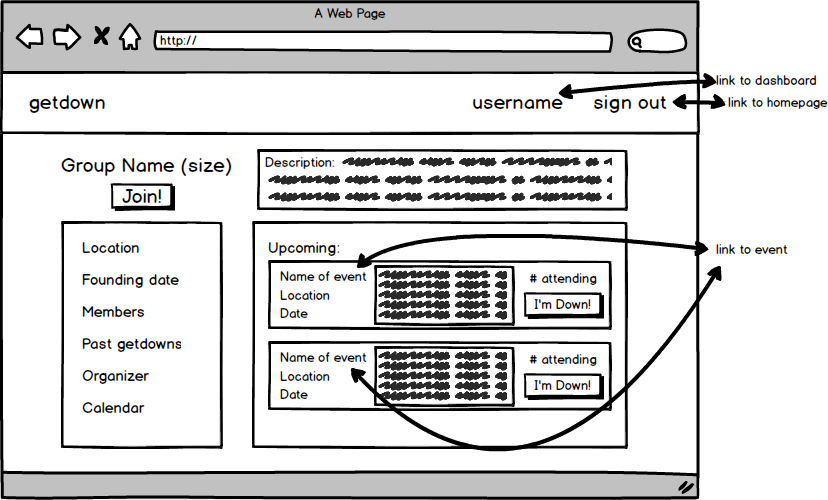 A Web Page
http://
getdown
username
sign out
link to dashboard
link to homepage
Group Name (size)
Join!
Description:
Location
Founding date
Members
Past getdowns
Organizer
Calendar
Upcoming:
link to event
Name of event
Location
Date
# attending
I'm Down!
Name of event
Location
Date
# attending
I'm Down!